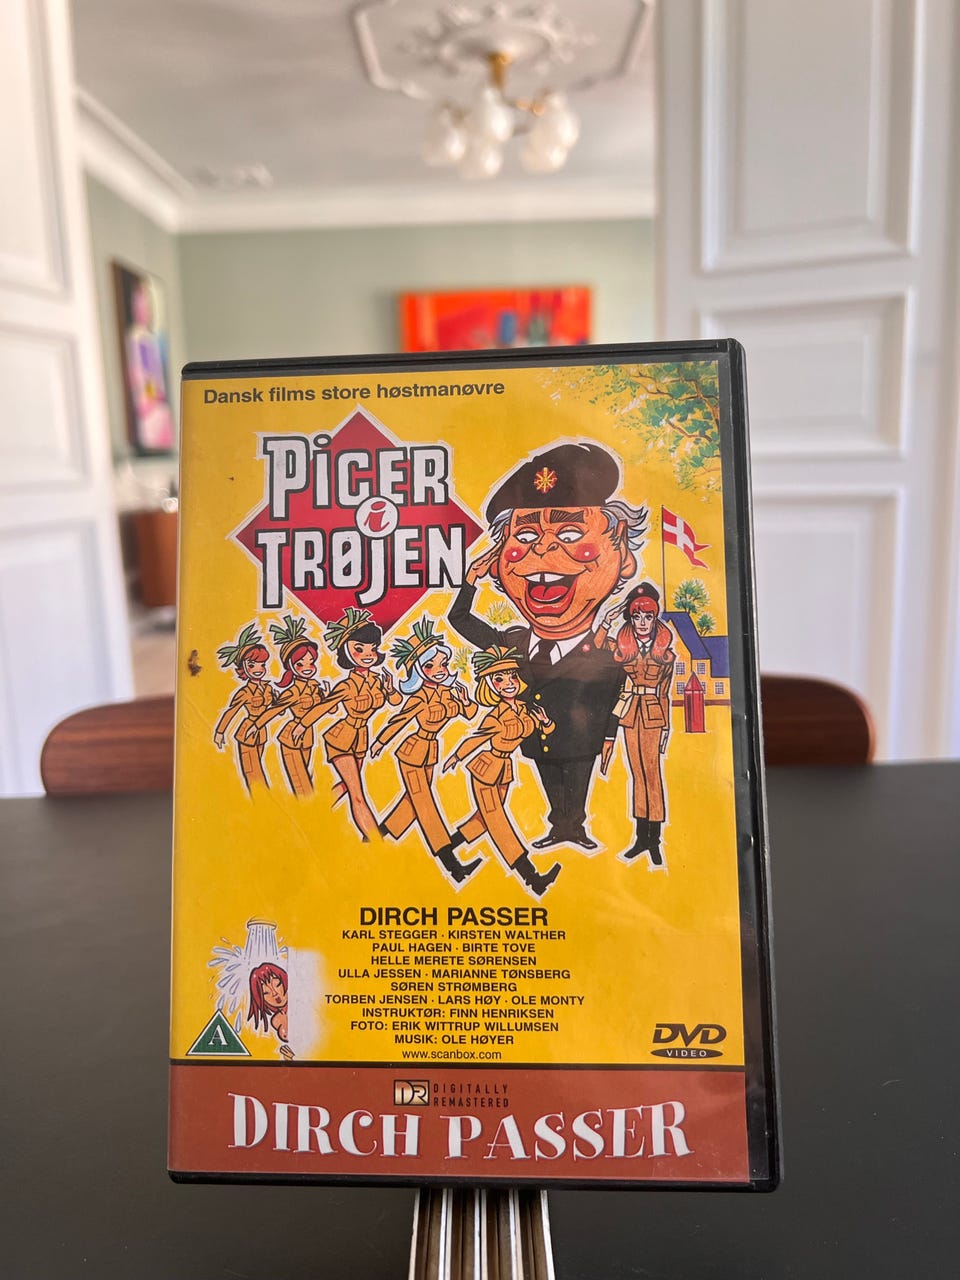 Dansk films store høstmanøvre
PIGER
i
TRØJEN
DIRCH PASSER
KARL STEGGER · KIRSTEN WALTHER
PAUL HAGEN · BIRTE TOVE
HELLE MERETE SØRENSEN
ULLA JESSEN · MARIANNE TØNSBERG
SØREN STRØMBERG
TORBEN JENSEN · LARS HØY · OLE MONTY
INSTRUKTØR: FINN HENRIKSEN
FOTO: ERIK WITTRUP WILLUMSEN
MUSIK: OLE HØYER
www.scanbox.com
A
DVD
VIDEO
DR DIGITALLY
REMASTERED
DIRCH PASSER